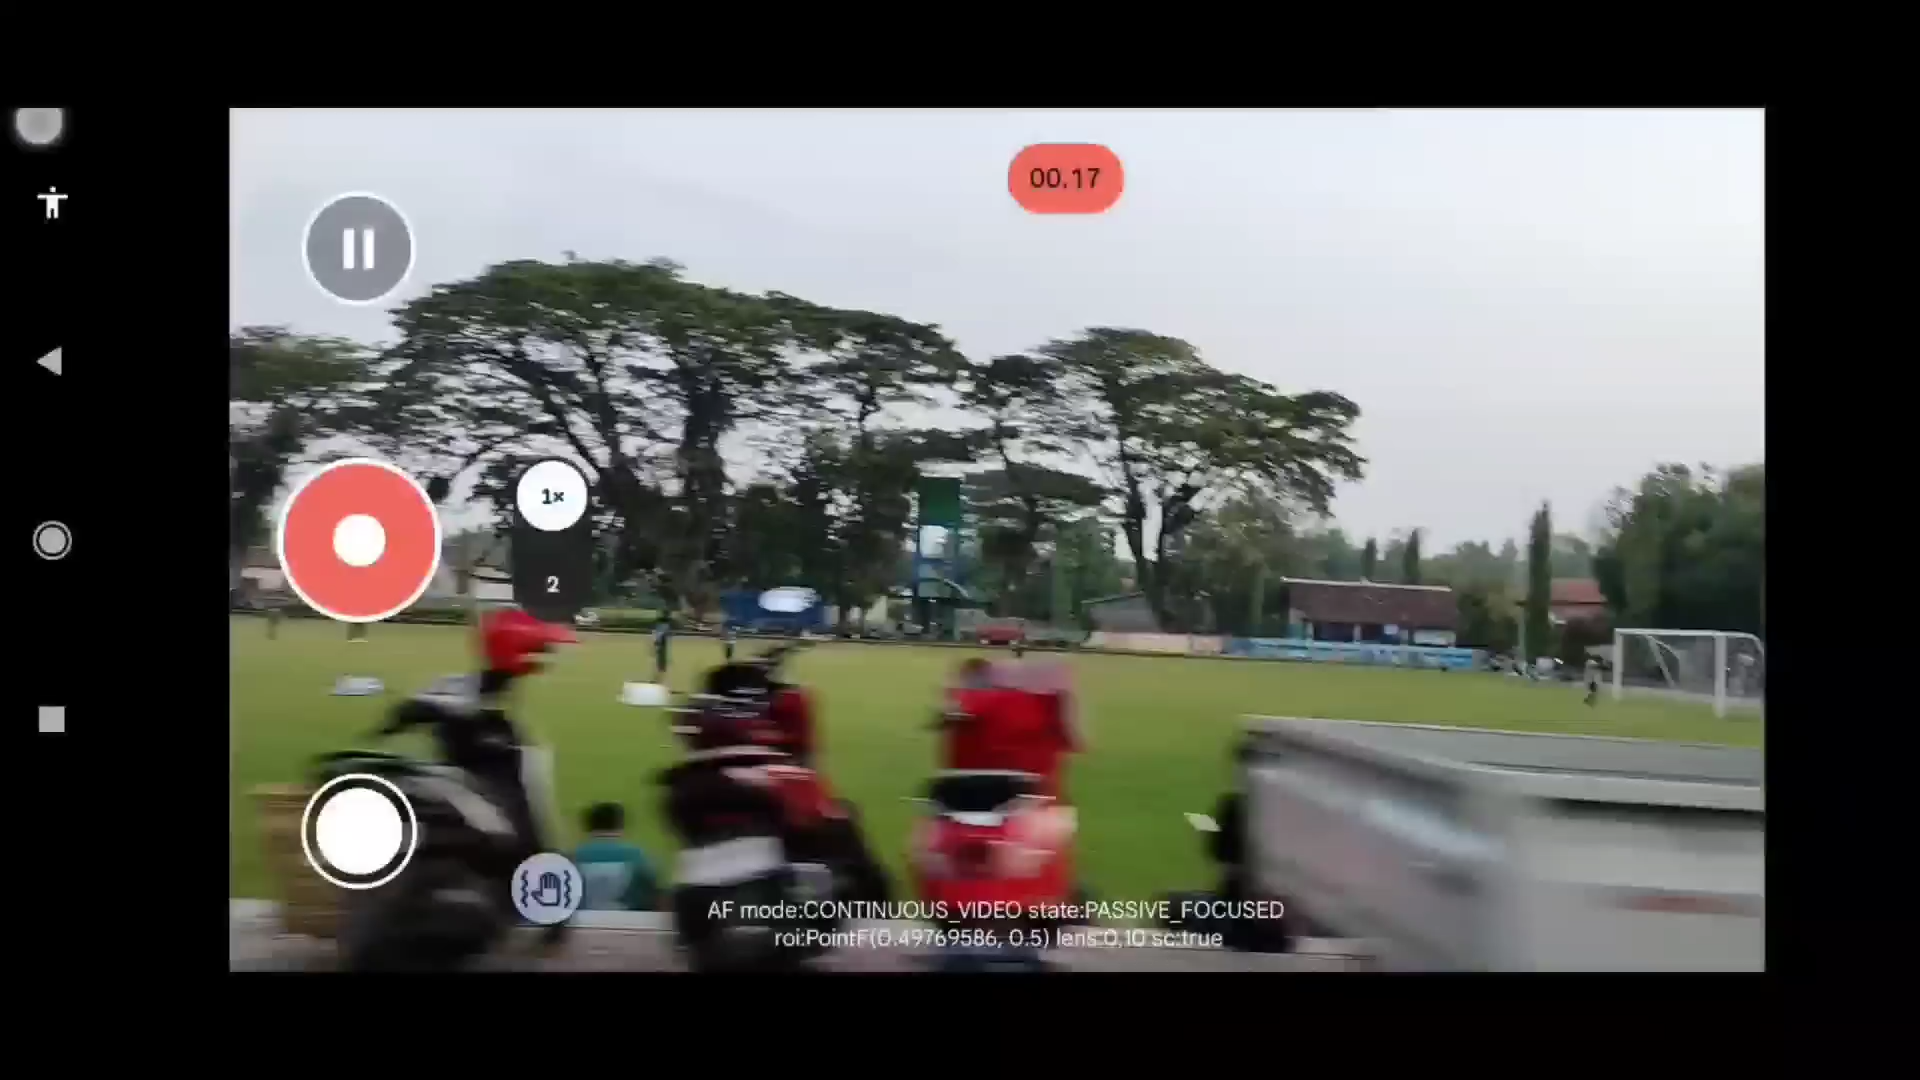 00.17
1×
2
AF mode:CONTINUOUS_VIDEO state:PASSIVE_FOCUSED
roi:PointF(0.49769586, 0.5) lens:0,10 sc:true